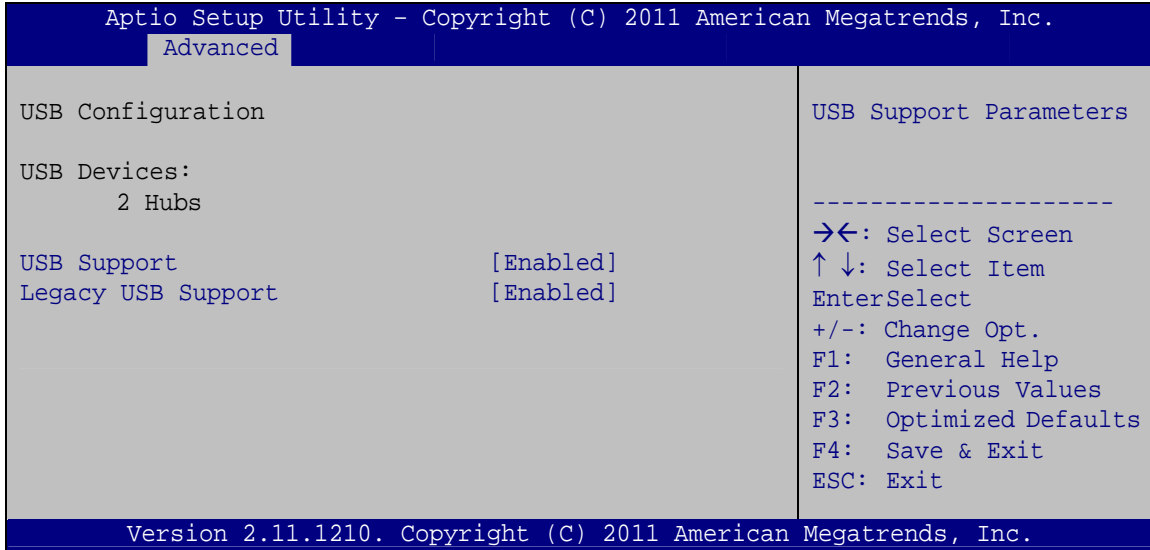 Aptio Setup Utility – Copyright (C) 2011 American Megatrends, Inc.
Advanced
USB Configuration
USB Devices:
2 Hubs
USB Support [Enabled]
Legacy USB Support [Enabled]
USB Support Parameters
---------------------
→←: Select Screen
↑ ↓: Select Item
EnterSelect
+/-: Change Opt.
F1: General Help
F2: Previous Values
F3: Optimized Defaults
F4: Save & Exit
ESC: Exit
Version 2.11.1210. Copyright (C) 2011 American Megatrends, Inc.